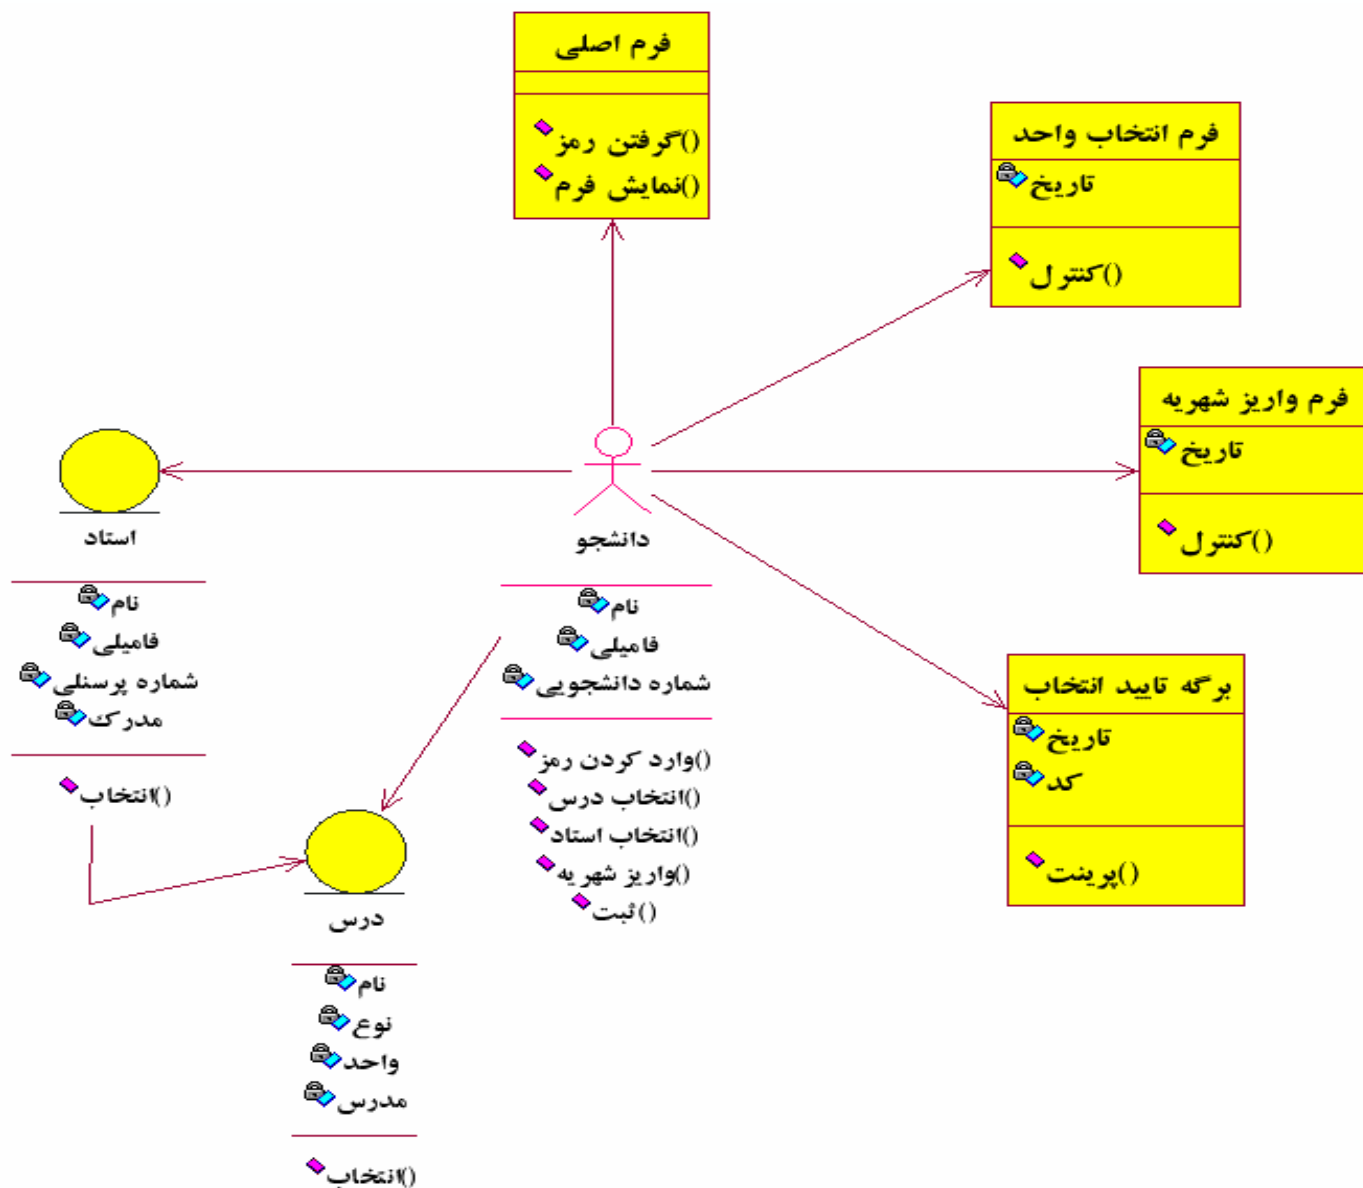 فرم اصلی
گرفتن رمز()
نمایش فرم()
فرم انتخاب واحد
تاریخ
کنترل()
فرم واریز شهریه
تاریخ
کنترل()
برگه تایید انتخاب
تاریخ
کد
پرینت()
دانشجو
نام
فامیلی
شماره دانشجویی
وارد کردن رمز()
انتخاب درس()
انتخاب استاد()
واریز شهریه()
ثبت()
استاد
نام
فامیلی
شماره پرسنلی
مدرک
انتخاب()
درس
نام
نوع
واحد
مدرس
انتخاب()